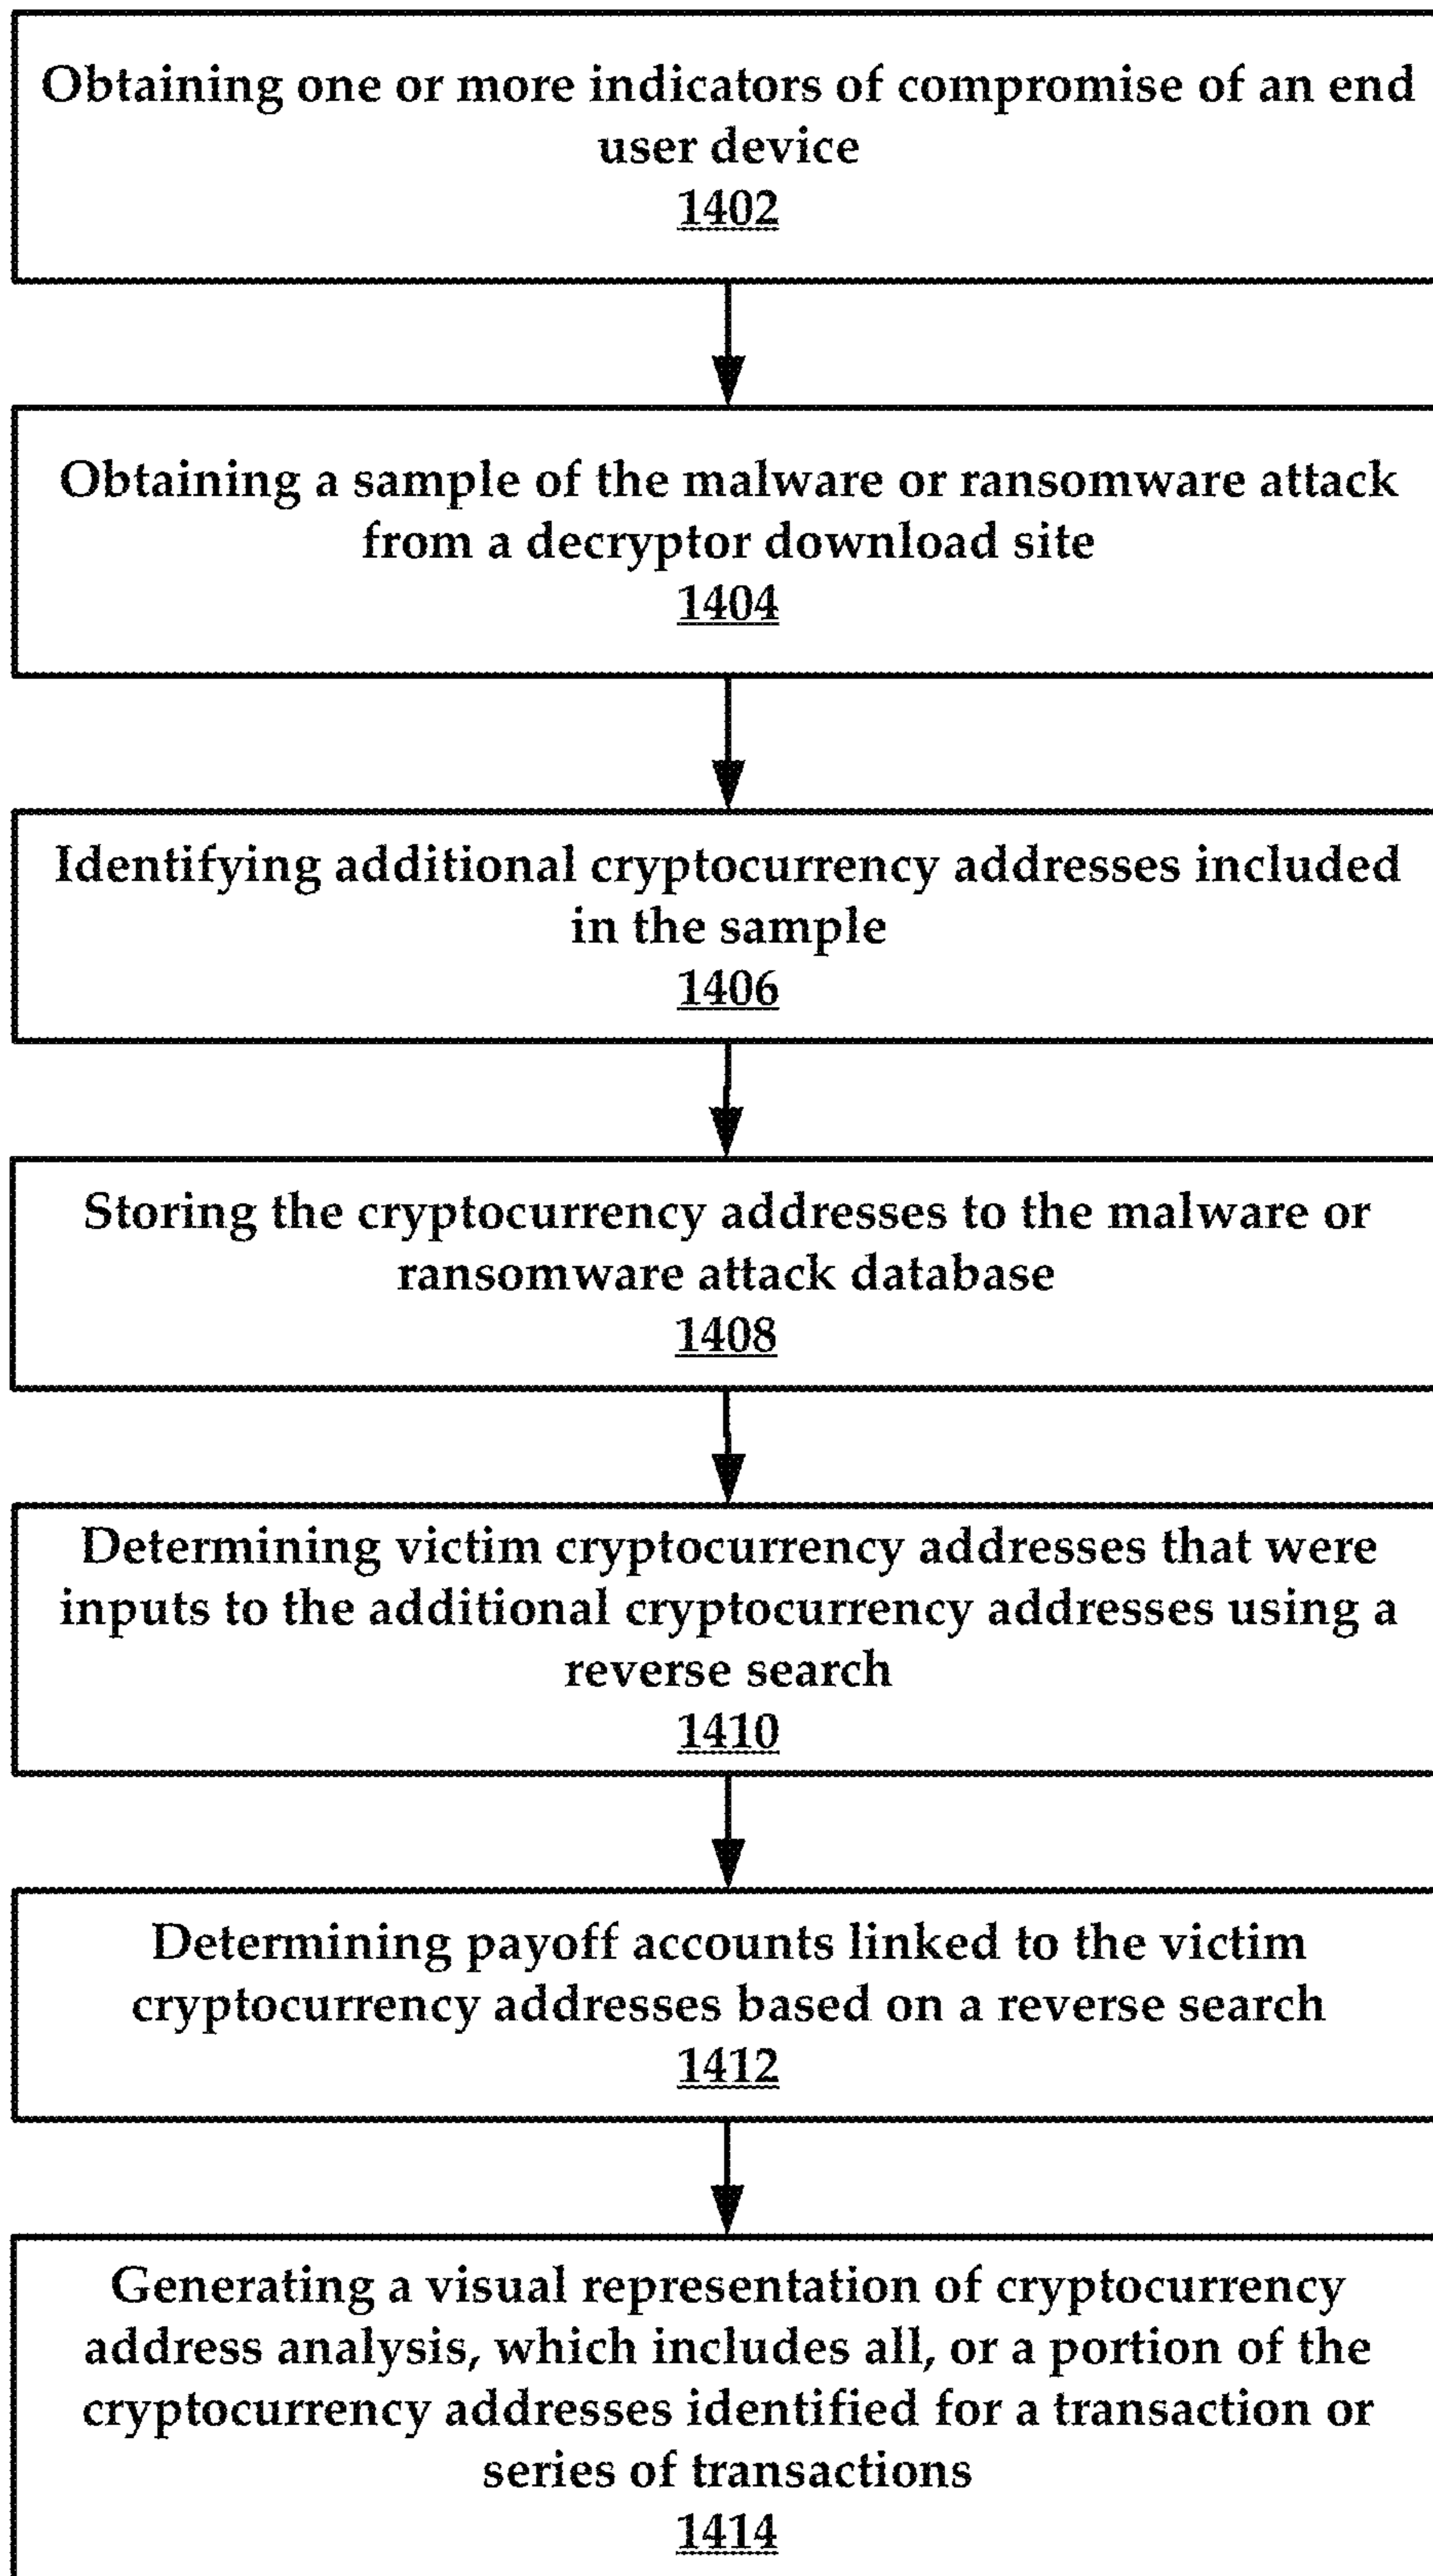 Obtaining one or more indicators of compromise of an end
user device
1402
Obtaining a sample of the malware or ransomware attack
from a decryptor download site
1404
Identifying additional cryptocurrency addresses included
in the sample
1406
Storing the cryptocurrency addresses to the malware or
ransomware attack database
1408
Determining victim cryptocurrency addresses that were
inputs to the additional cryptocurrency addresses using a
reverse search
1410
Determining payoff accounts linked to the victim
cryptocurrency addresses based on a reverse search
1412
Generating a visual representation of cryptocurrency
address analysis, which includes all, or a portion of the
cryptocurrency addresses identified for a transaction or
series of transactions
1414